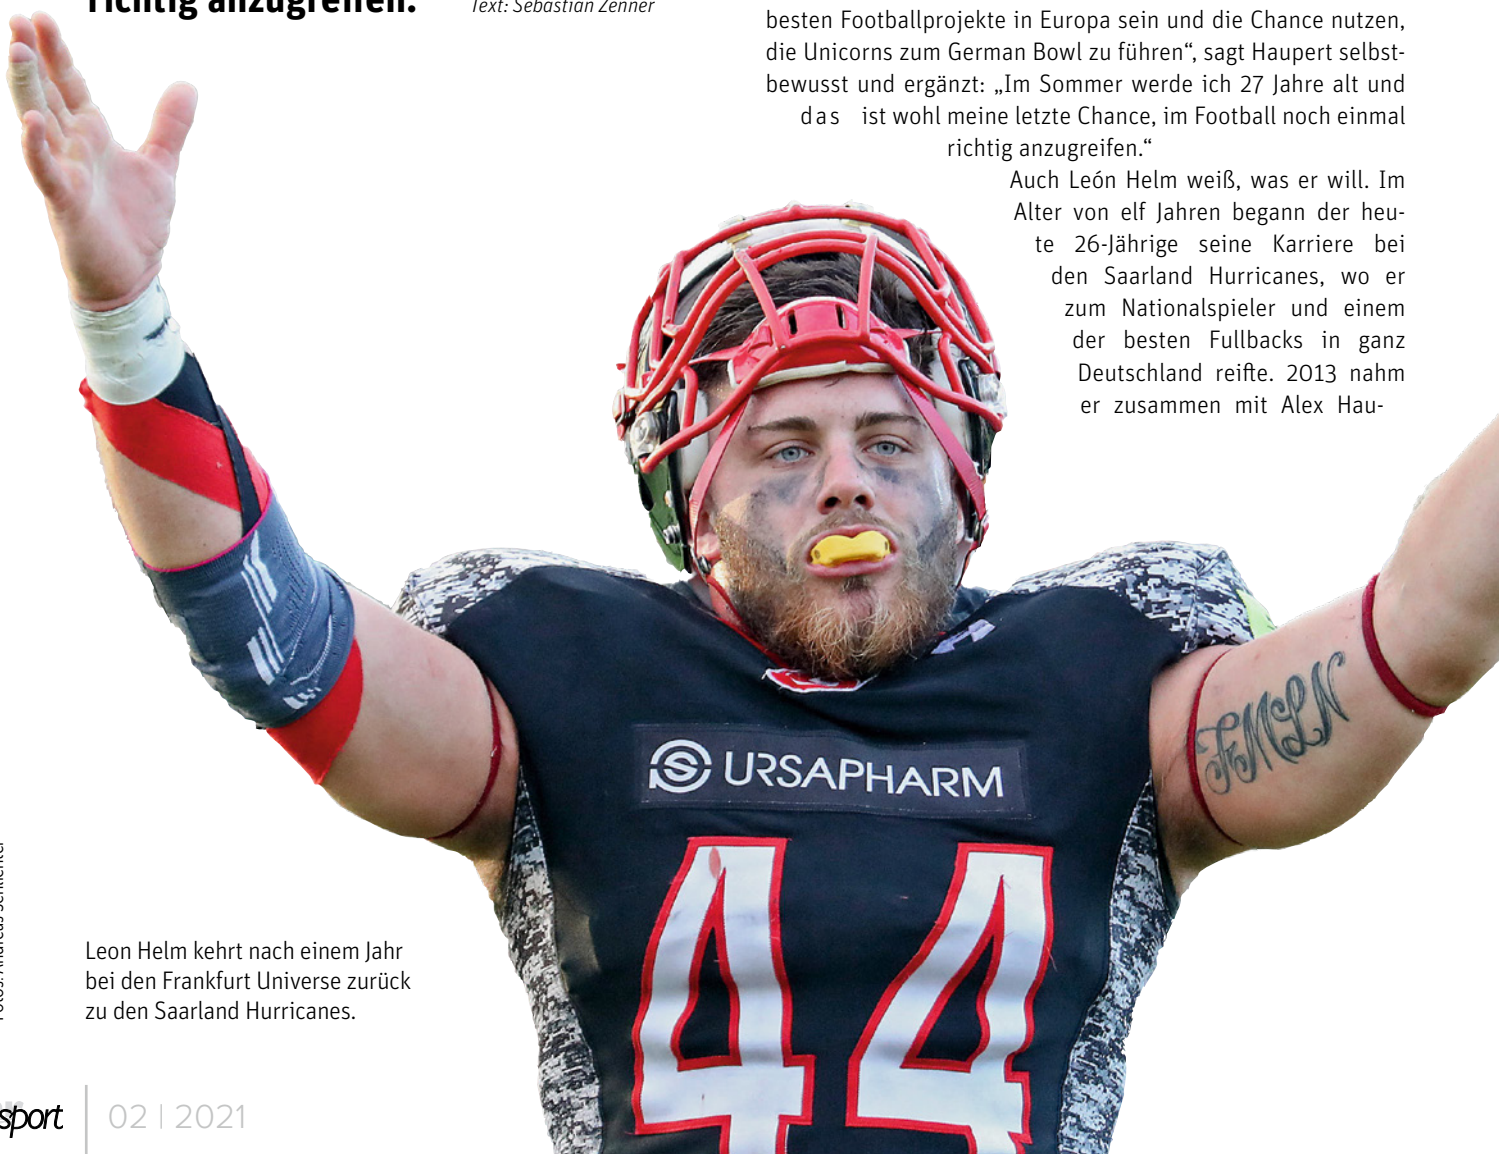 richtig anzugreifen.
Text: Sebastian Zenner
besten Footballprojekte in Europa sein und die Chance nutzen,
die Unicorns zum German Bowl zu führen“, sagt Haupert selbst-
bewusst und ergänzt: „Im Sommer werde ich 27 Jahre alt und
das ist wohl meine letzte Chance, im Football noch einmal
richtig anzugreifen.“
Auch León Helm weiß, was er will. Im
Alter von elf Jahren begann der heu-
te 26-Jährige seine Karriere bei
den Saarland Hurricanes, wo er
zum Nationalspieler und einem
der besten Fullbacks in ganz
Deutschland reifte. 2013 nahm
er zusammen mit Alex Hau-
FMLN
URSAPHARM
44
Leon Helm kehrt nach einem Jahr
bei den Frankfurt Universe zurück
zu den Saarland Hurricanes.
sport
02 | 2021